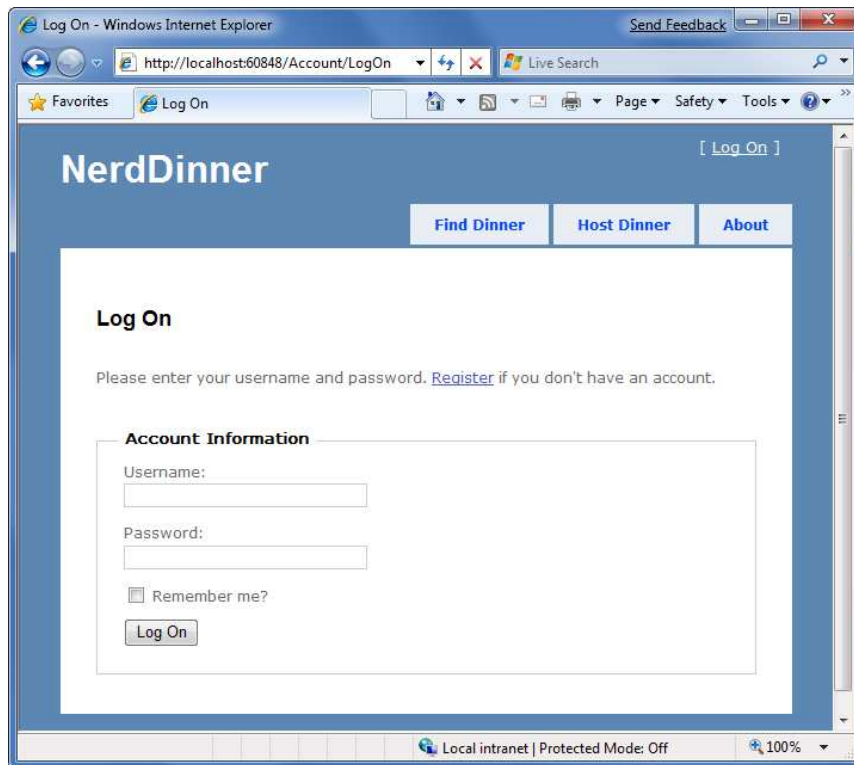 Log On - Windows Internet Explorer
Send Feedback
http://localhost:60848/Account/LogOn
Live Search
Favorites
Log On
Page
Safety
Tools
[ Log On ]
NerdDinner
Find Dinner
Host Dinner
About
Log On
Please enter your username and password. Register if you don't have an account.
Account Information
Username:
Password:
Remember me?
Log On
Local intranet | Protected Mode: Off
100%